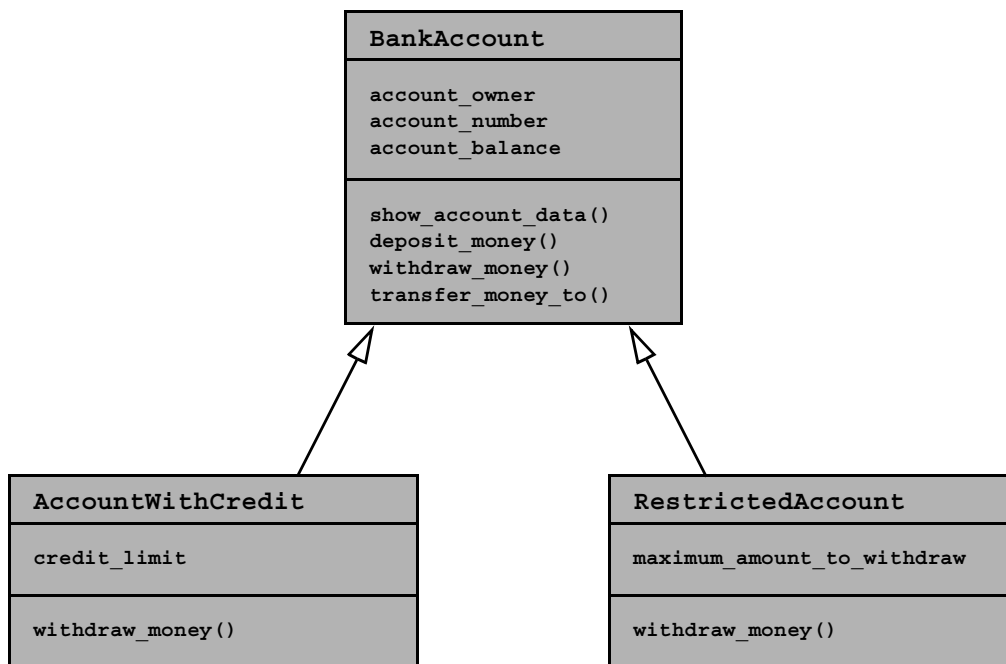 BankAccount
account_owner
account_number
account_balance
show_account_data()
deposit_money()
withdraw_money()
transfer_money_to()
AccountWithCredit
credit_limit
withdraw_money()
RestrictedAccount
maximum_amount_to_withdraw
withdraw_money()